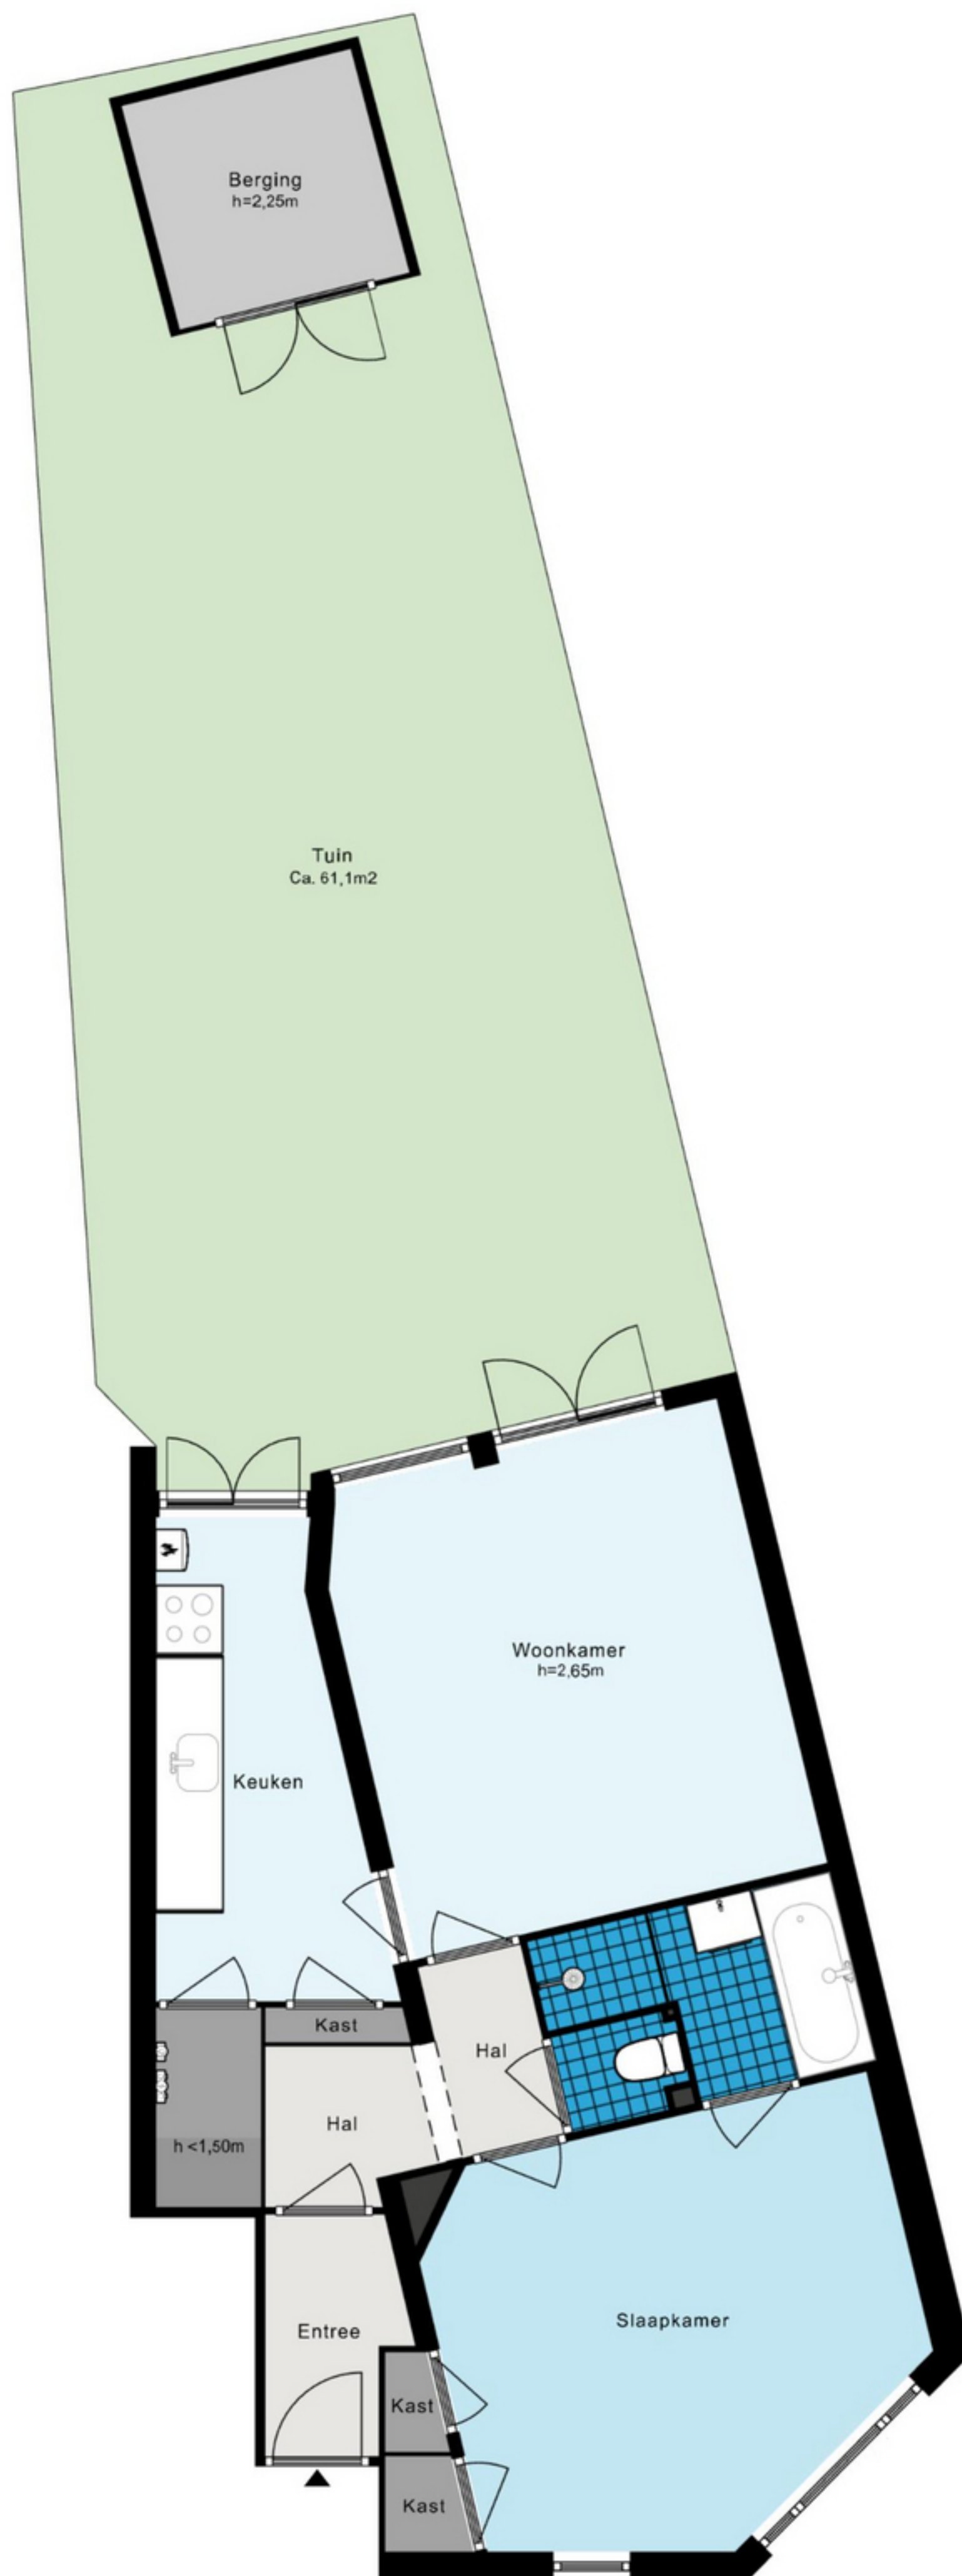 Berging
h=2,25m
Tuin
Ca. 61,1m2
Woonkamer
h=2,65m
Keuken
Kast
Hal
Hal
h <1,50m
Entree
Slaapkamer
Kast
Kast